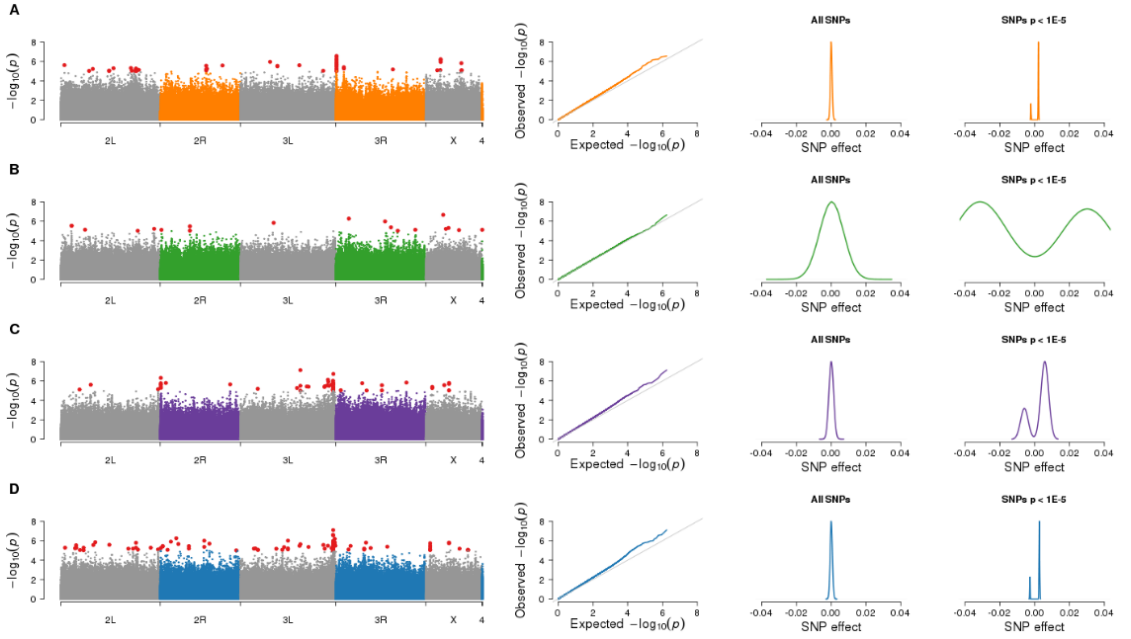 A
All SNPs
SNPs p < 1E-5
−log₁₀(p)
8
6
4
2
0
2L
2R
3L
3R
X
4
Observed −log₁₀(p)
8
6
4
2
0
0
2
4
6
8
Expected −log₁₀(p)
-0.04
-0.02
0.00
0.02
0.04
SNP effect
-0.04
-0.02
0.00
0.02
0.04
SNP effect
B
All SNPs
SNPs p < 1E-5
−log₁₀(p)
8
6
4
2
0
2L
2R
3L
3R
X
4
Observed −log₁₀(p)
8
6
4
2
0
0
2
4
6
8
Expected −log₁₀(p)
-0.04
-0.02
0.00
0.02
0.04
SNP effect
-0.04
-0.02
0.00
0.02
0.04
SNP effect
C
All SNPs
SNPs p < 1E-5
−log₁₀(p)
8
6
4
2
0
2L
2R
3L
3R
X
4
Observed −log₁₀(p)
8
6
4
2
0
0
2
4
6
8
Expected −log₁₀(p)
-0.04
-0.02
0.00
0.02
0.04
SNP effect
-0.04
-0.02
0.00
0.02
0.04
SNP effect
D
All SNPs
SNPs p < 1E-5
−log₁₀(p)
8
6
4
2
0
2L
2R
3L
3R
X
4
Observed −log₁₀(p)
8
6
4
2
0
0
2
4
6
8
Expected −log₁₀(p)
-0.04
-0.02
0.00
0.02
0.04
SNP effect
-0.04
-0.02
0.00
0.02
0.04
SNP effect